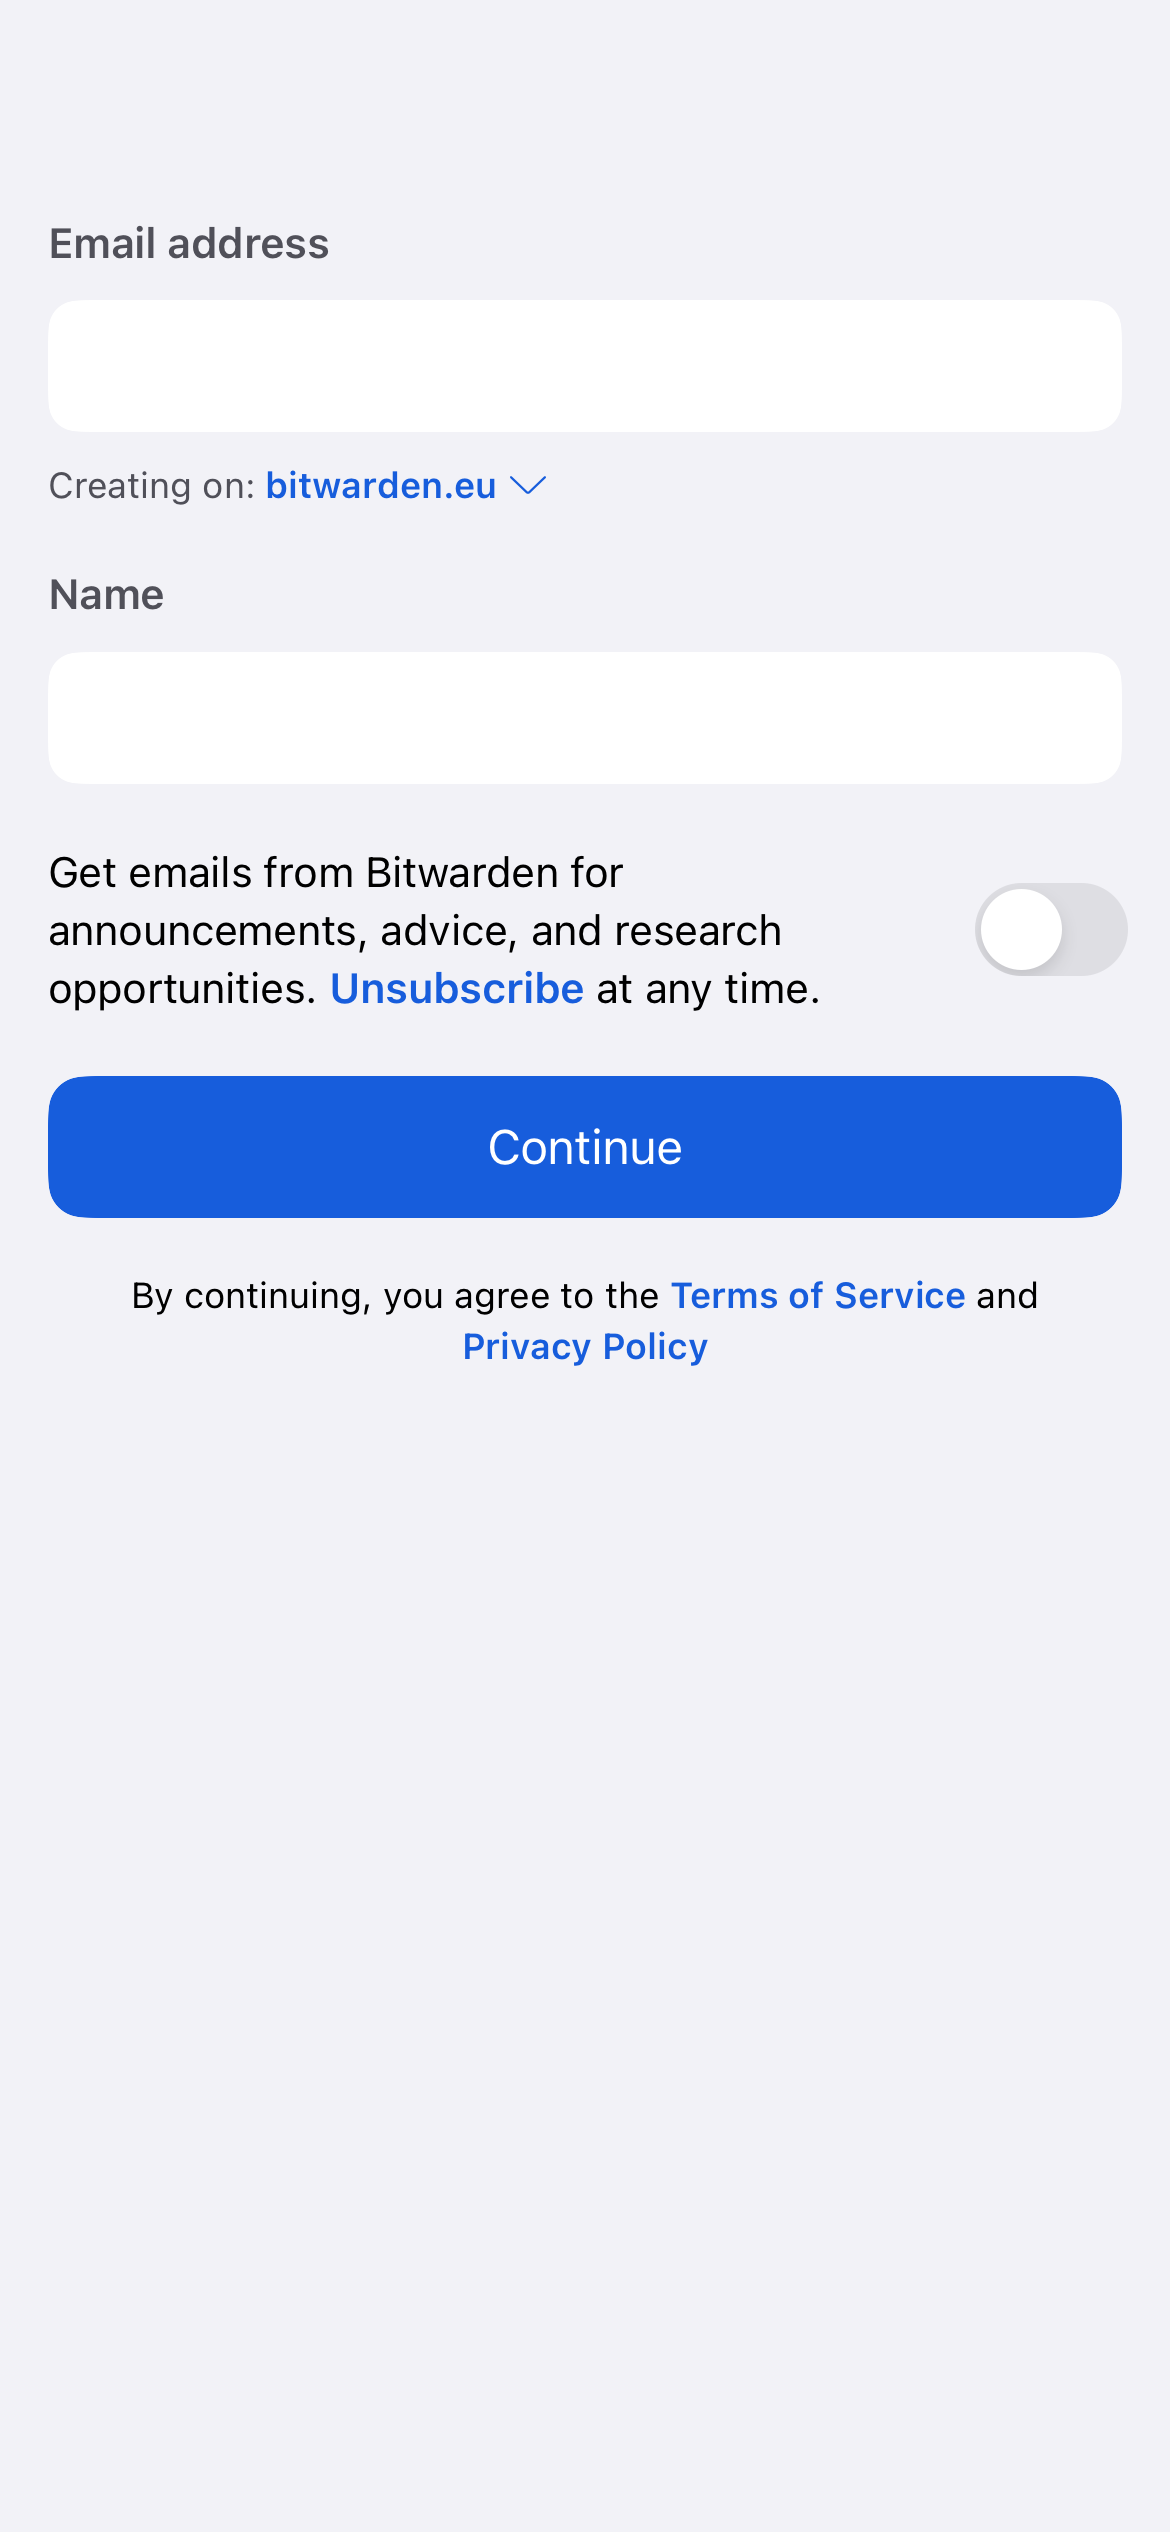 Email address
Creating on: bitwarden.eu
Name
Get emails from Bitwarden for
announcements, advice, and research
opportunities. Unsubscribe at any time.
Continue
By continuing, you agree to the Terms of Service and
Privacy Policy